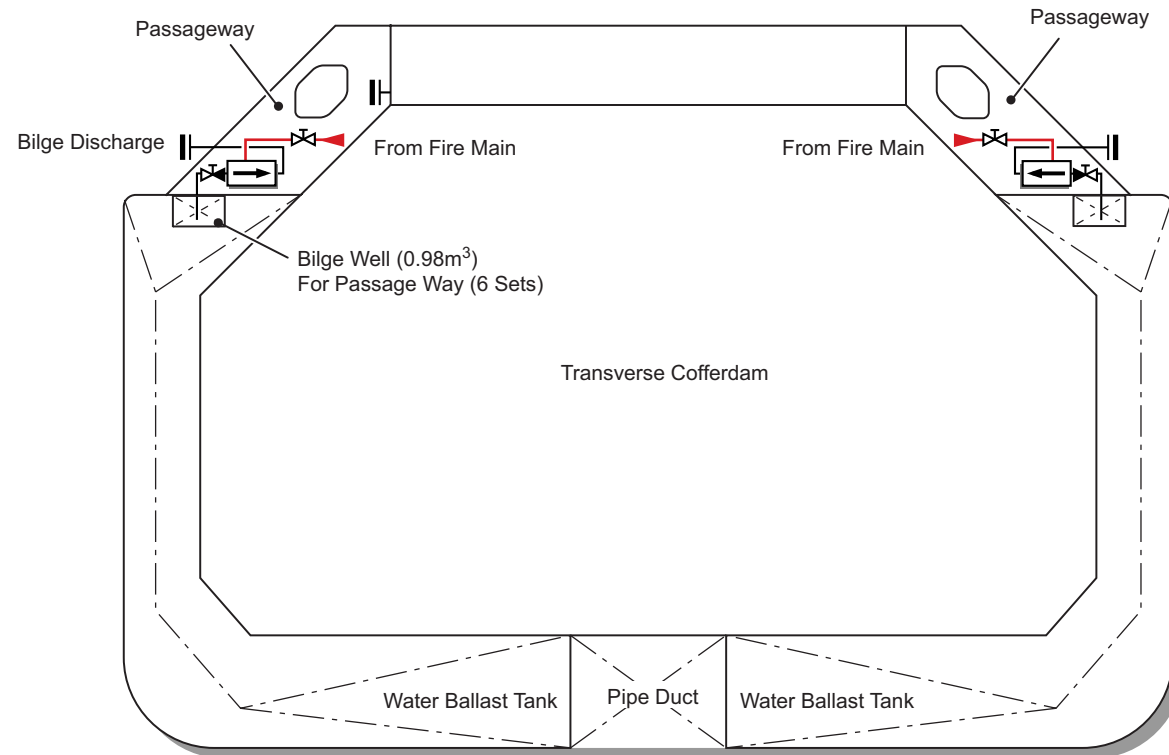 Passageway
Passageway
Bilge Discharge
From Fire Main
From Fire Main
Bilge Well (0.98m³)
For Passage Way (6 Sets)
Transverse Cofferdam
Water Ballast Tank
Pipe Duct
Water Ballast Tank